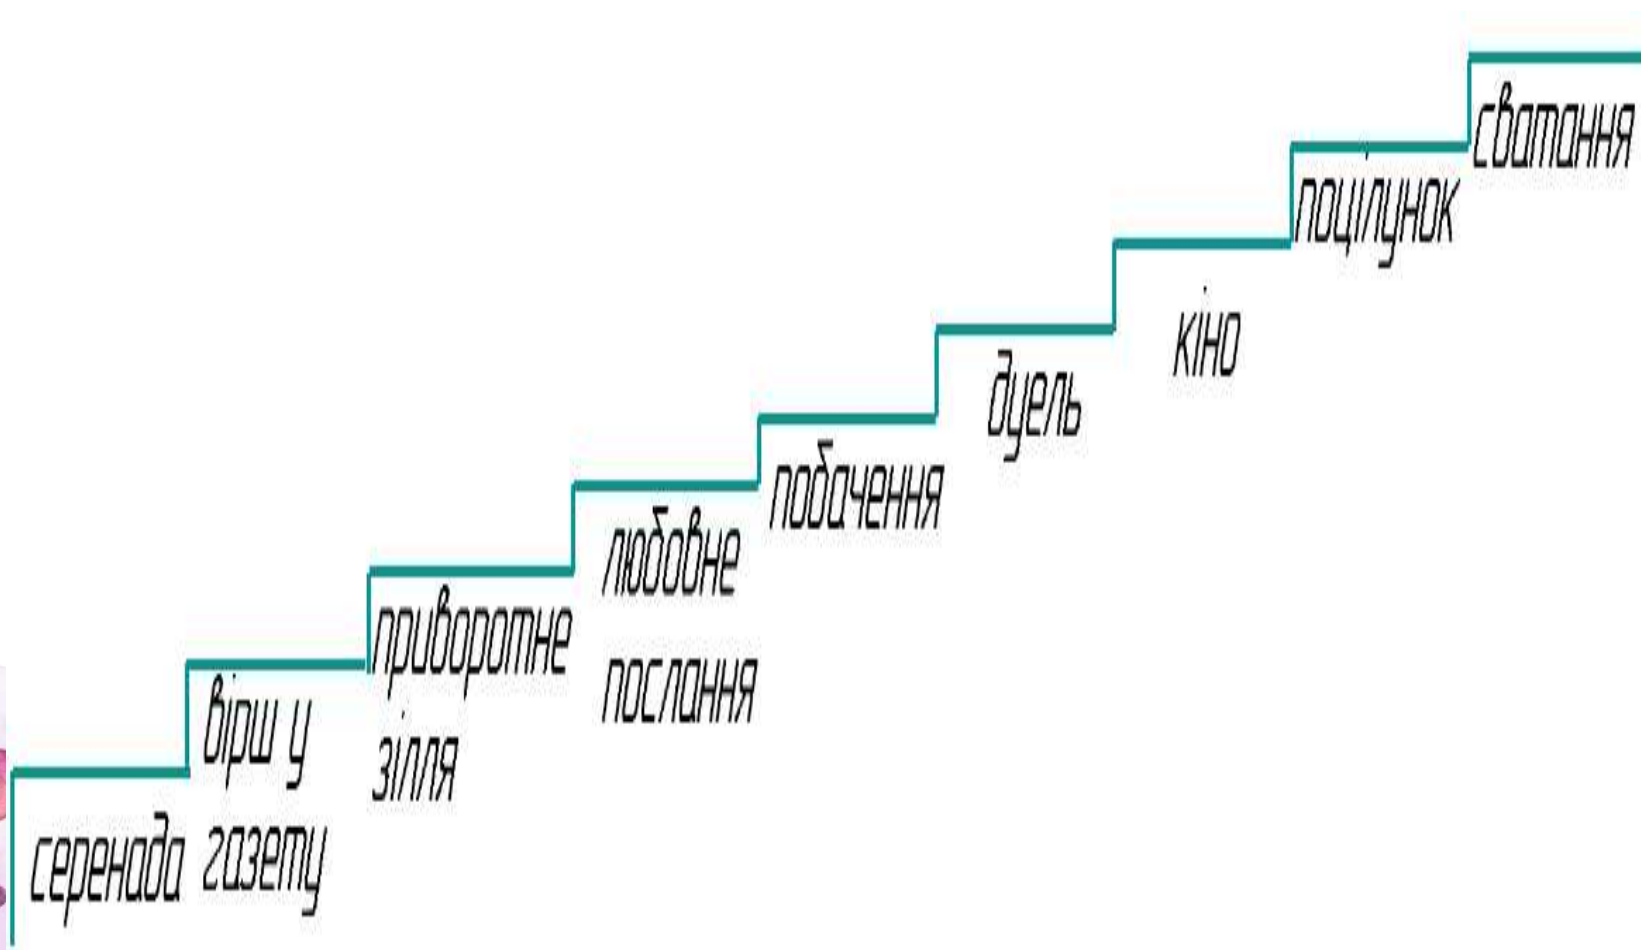 серенада
вірш у
газету
приворотне
зілля
любовне
послання
побачення
дуель
кіно
поцілунок
сватання